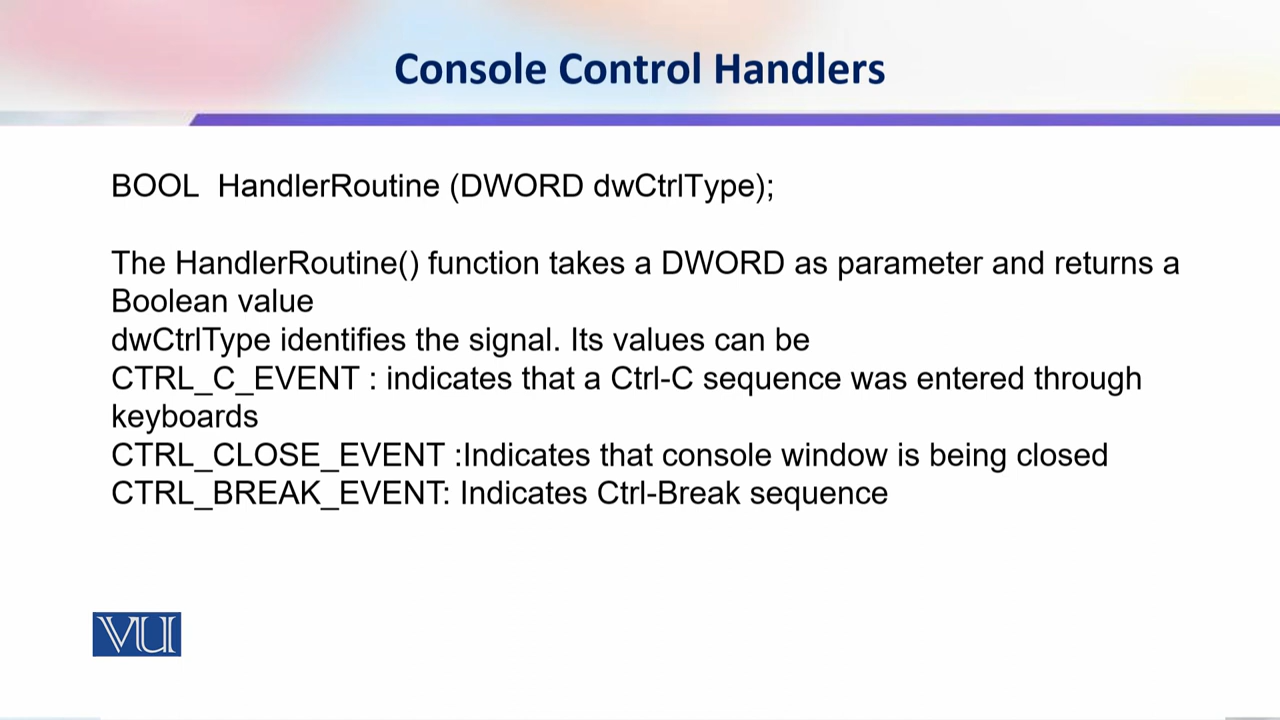 Console Control Handlers
BOOL  HandlerRoutine (DWORD dwCtrlType);
The HandlerRoutine() function takes a DWORD as parameter and returns a
Boolean value
dwCtrlType identifies the signal. Its values can be
CTRL_C_EVENT : indicates that a Ctrl-C sequence was entered through
keyboards
CTRL_CLOSE_EVENT :Indicates that console window is being closed
CTRL_BREAK_EVENT: Indicates Ctrl-Break sequence
VU